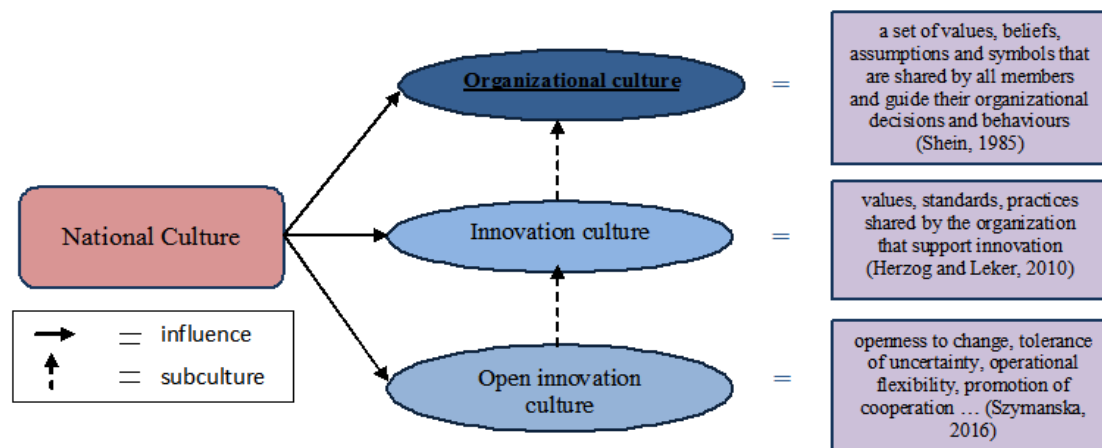 a set of values, beliefs,
assumptions and symbols that
are shared by all members
and guide their organizational
decisions and behaviours
(Shein, 1985)
Organizational culture
=
National Culture
Innovation culture
=
values, standards, practices
shared by the organization
that support innovation
(Herzog and Leker, 2010)
= influence
= subculture
Open innovation
culture
=
openness to change, tolerance
of uncertainty, operational
flexibility, promotion of
cooperation … (Szymanska,
2016)